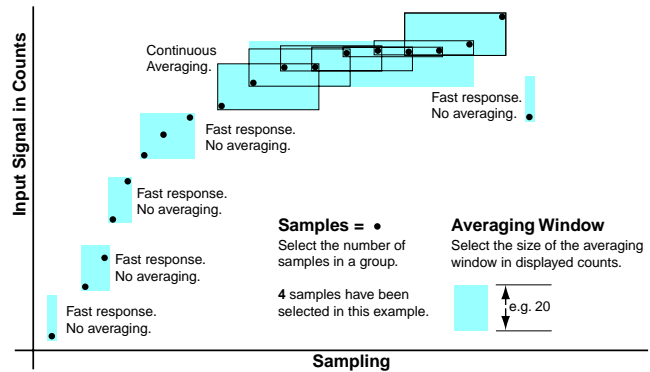 Input Signal in Counts
Continuous
Averaging.
Fast response.
No averaging.
Fast response.
No averaging.
Fast response.
No averaging.
Fast response.
No averaging.
Fast response.
No averaging.
Samples = •
Select the number of
samples in a group.
4 samples have been
selected in this example.
Averaging Window
Select the size of the averaging
window in displayed counts.
e.g. 20
Sampling